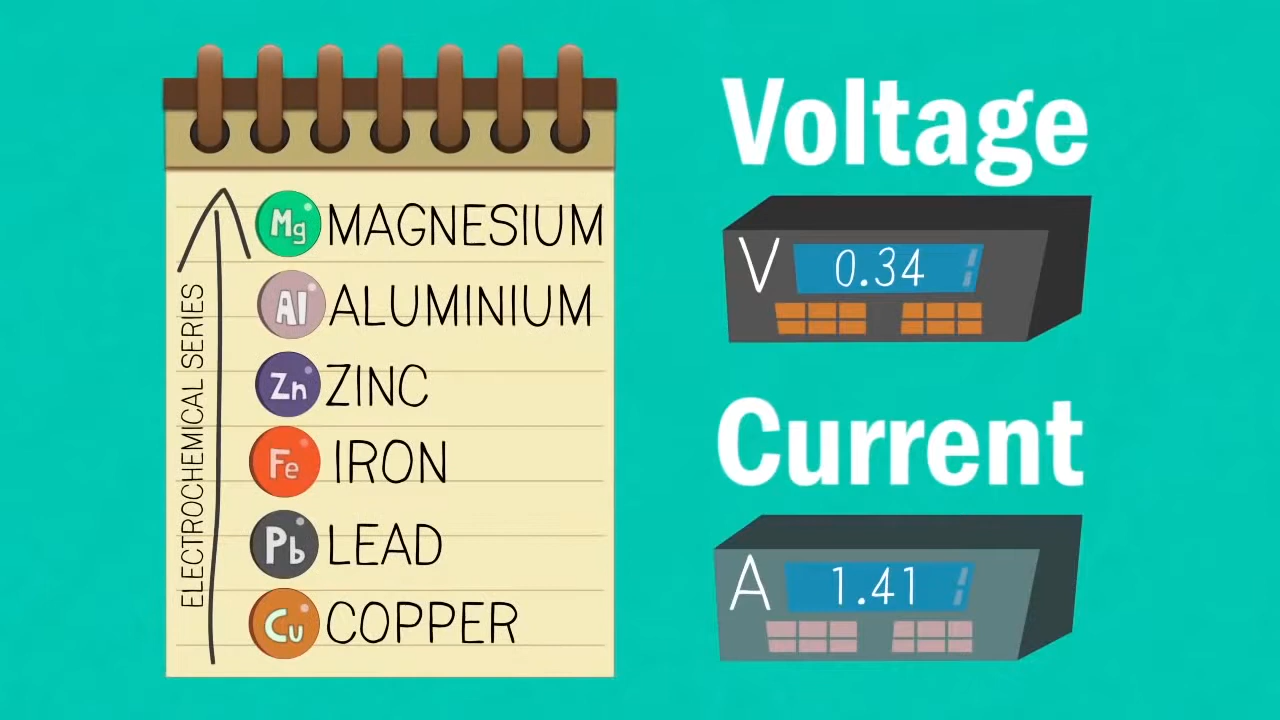 Mg MAGNESIUM
Al ALUMINIUM
Zn ZINC
Fe IRON
Pb LEAD
Cu COPPER
ELECTROCHEMICAL SERIES
Voltage
V 0.34
Current
A 1.41